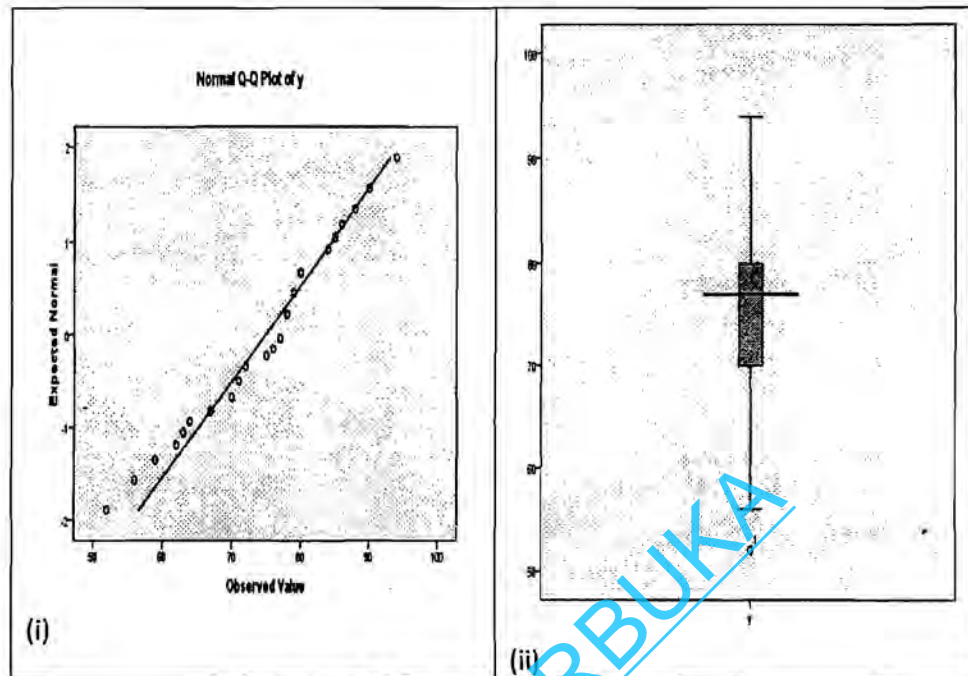 Normal Q-Q Plot of y
Expected Normal
2
1
0
-1
-2
50 60 70 80 90 100
Observed Value
(i)
100
90
80
70
60
50
(ii)
RBUKA